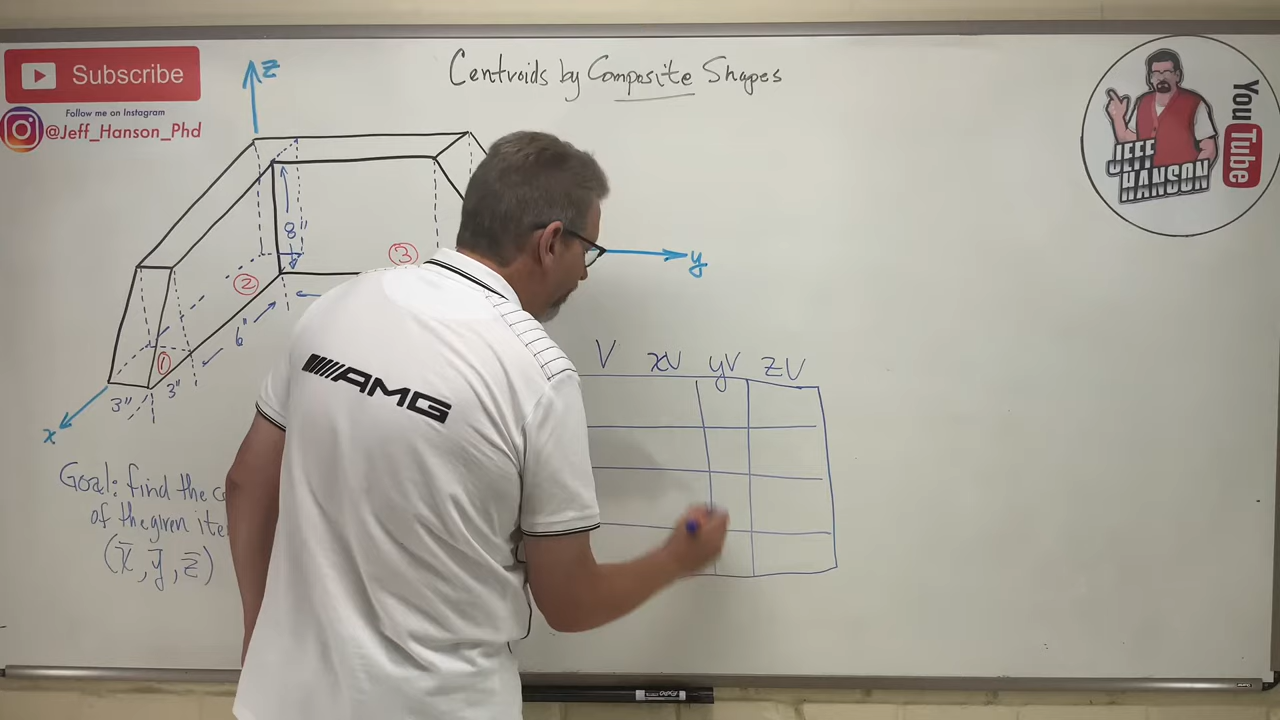 Subscribe
Follow me on Instagram
@Jeff_Hanson_Phd
Centroids by Composite Shapes
JEFF
HANSON
YouTube
z
y
x
8"
3
2
1
6"
3"
3"
V xV yV zV
Goal: find the
of the given
(x̄, ȳ, z̄)
AMG